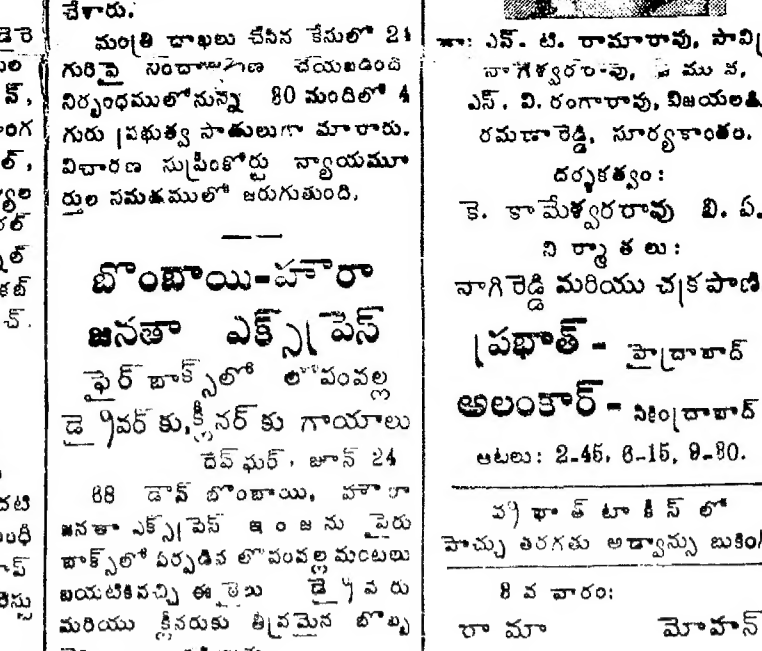 చేశారు.
మంత్రి దాఖలు చేసిన కేసులో 24
గురిపై చేయబడింది
నిర్బంధములోనున్న 80 మందిలో 4
గురు ప్రభుత్వ సాక్షులుగా మారారు.
విచారణ సుప్రీంకోర్టు న్యాయమూ
ర్తుల సమక్షములో జరుగుతుంది.
బొంబాయి-హౌరా
జనతా ఎక్స్‌ప్రెస్
ఫైర్ బాక్స్‌లో లోపంవల్ల
డ్రైవర్ కు, క్లీనర్ కు గాయాలు
దేవ్ ఘర్, జూన్ 24
68 డౌన్ బొంబాయి, హౌరా
జనతా ఎక్స్‌ప్రెస్ ఇంజను ఫైరు
బాక్స్‌లో ఏర్పడిన లోపంవల్ల మంటలు
బయటికివచ్చి ఈ రైలు డ్రైవరు
మరియు క్లీనరుకు తీవ్రమైన బొబ్బ
తా: ఎన్. టి. రామారావు, సావిత్రి
నాగేశ్వరరావు, జమున,
ఎస్. వి. రంగారావు, విజయలక్ష్మి
రమణారెడ్డి, సూర్యకాంతం.
దర్శకత్వం:
కె. కామేశ్వరరావు బి. ఏ.
నిర్మాతలు:
నాగిరెడ్డి మరియు చక్రపాణి
ప్రభాత్ - హైద్రాబాద్
అలంకార్ - సికింద్రాబాద్
ఆటలు: 2-45, 6-15, 9-30.
ప్రభాత్ టాకీస్ లో
హెచ్చు తరగతు అడ్వాన్సు బుకింగ్
8 వ వారం:
రామా మోహన్